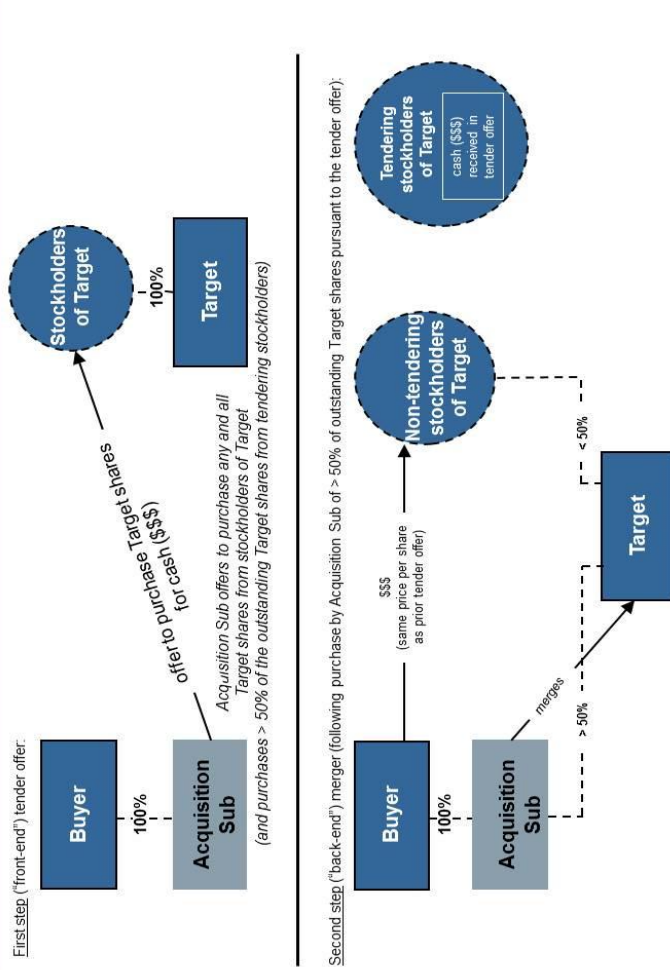 First step ("front-end") tender offer:
Buyer
100%
Acquisition
Sub
offer to purchase Target shares
for cash ($$$)
Stockholders
of Target
100%
Target
Acquisition Sub offers to purchase any and all
Target shares from stockholders of Target
(and purchases > 50% of the outstanding Target shares from tendering stockholders)
Second step ("back-end") merger (following purchase by Acquisition Sub of > 50% of outstanding Target shares pursuant to the tender offer):
Buyer
100%
Acquisition
Sub
$$$
(same price per share
as prior tender offer)
Non-tendering
stockholders
of Target
Tendering
stockholders
of Target
cash ($$$)
received in
tender offer
merges
> 50%
< 50%
Target